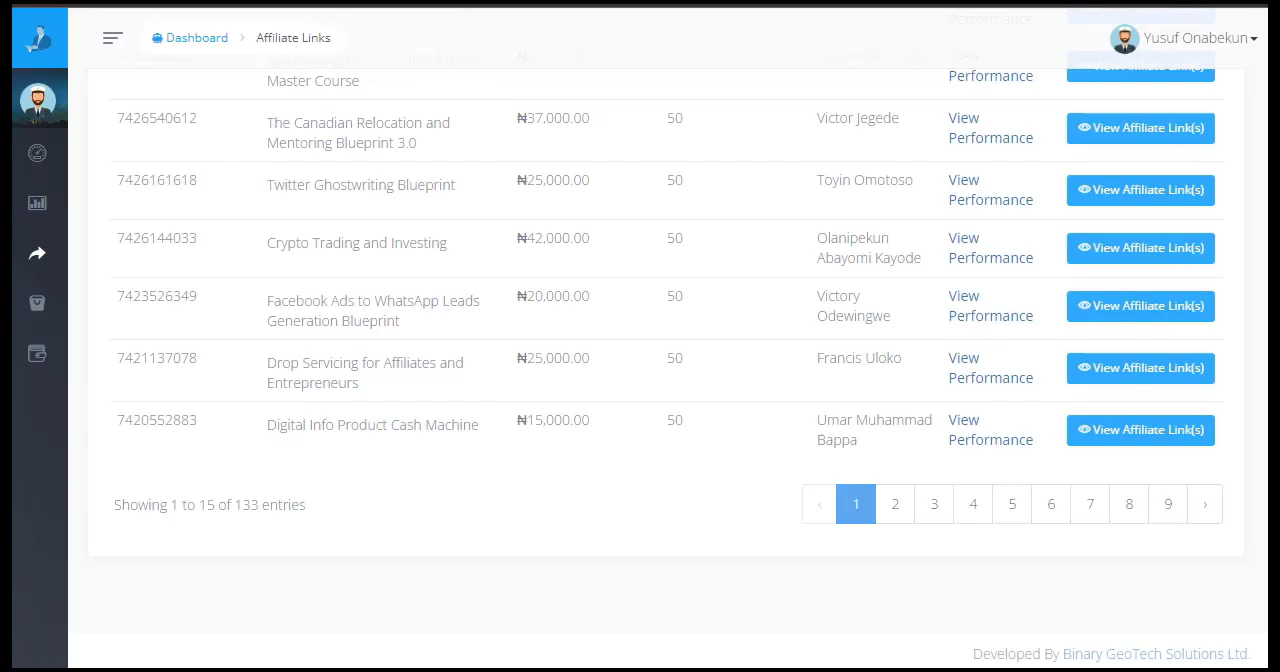 Performance
Dashboard > Affiliate Links
Yusuf Onabekun
View
Master Course
Performance
7426540612 The Canadian Relocation and Mentoring Blueprint 3.0 ₦37,000.00 50 Victor Jegede View Performance View Affiliate Link(s)
7426161618 Twitter Ghostwriting Blueprint ₦25,000.00 50 Toyin Omotoso View Performance View Affiliate Link(s)
7426144033 Crypto Trading and Investing ₦42,000.00 50 Olanipekun Abayomi Kayode View Performance View Affiliate Link(s)
7423526349 Facebook Ads to WhatsApp Leads Generation Blueprint ₦20,000.00 50 Victory Odewingwe View Performance View Affiliate Link(s)
7421137078 Drop Servicing for Affiliates and Entrepreneurs ₦25,000.00 50 Francis Uloko View Performance View Affiliate Link(s)
7420552883 Digital Info Product Cash Machine ₦15,000.00 50 Umar Muhammad Bappa View Performance View Affiliate Link(s)
Showing 1 to 15 of 133 entries
‹ 1 2 3 4 5 6 7 8 9 ›
Developed By Binary GeoTech Solutions Ltd.